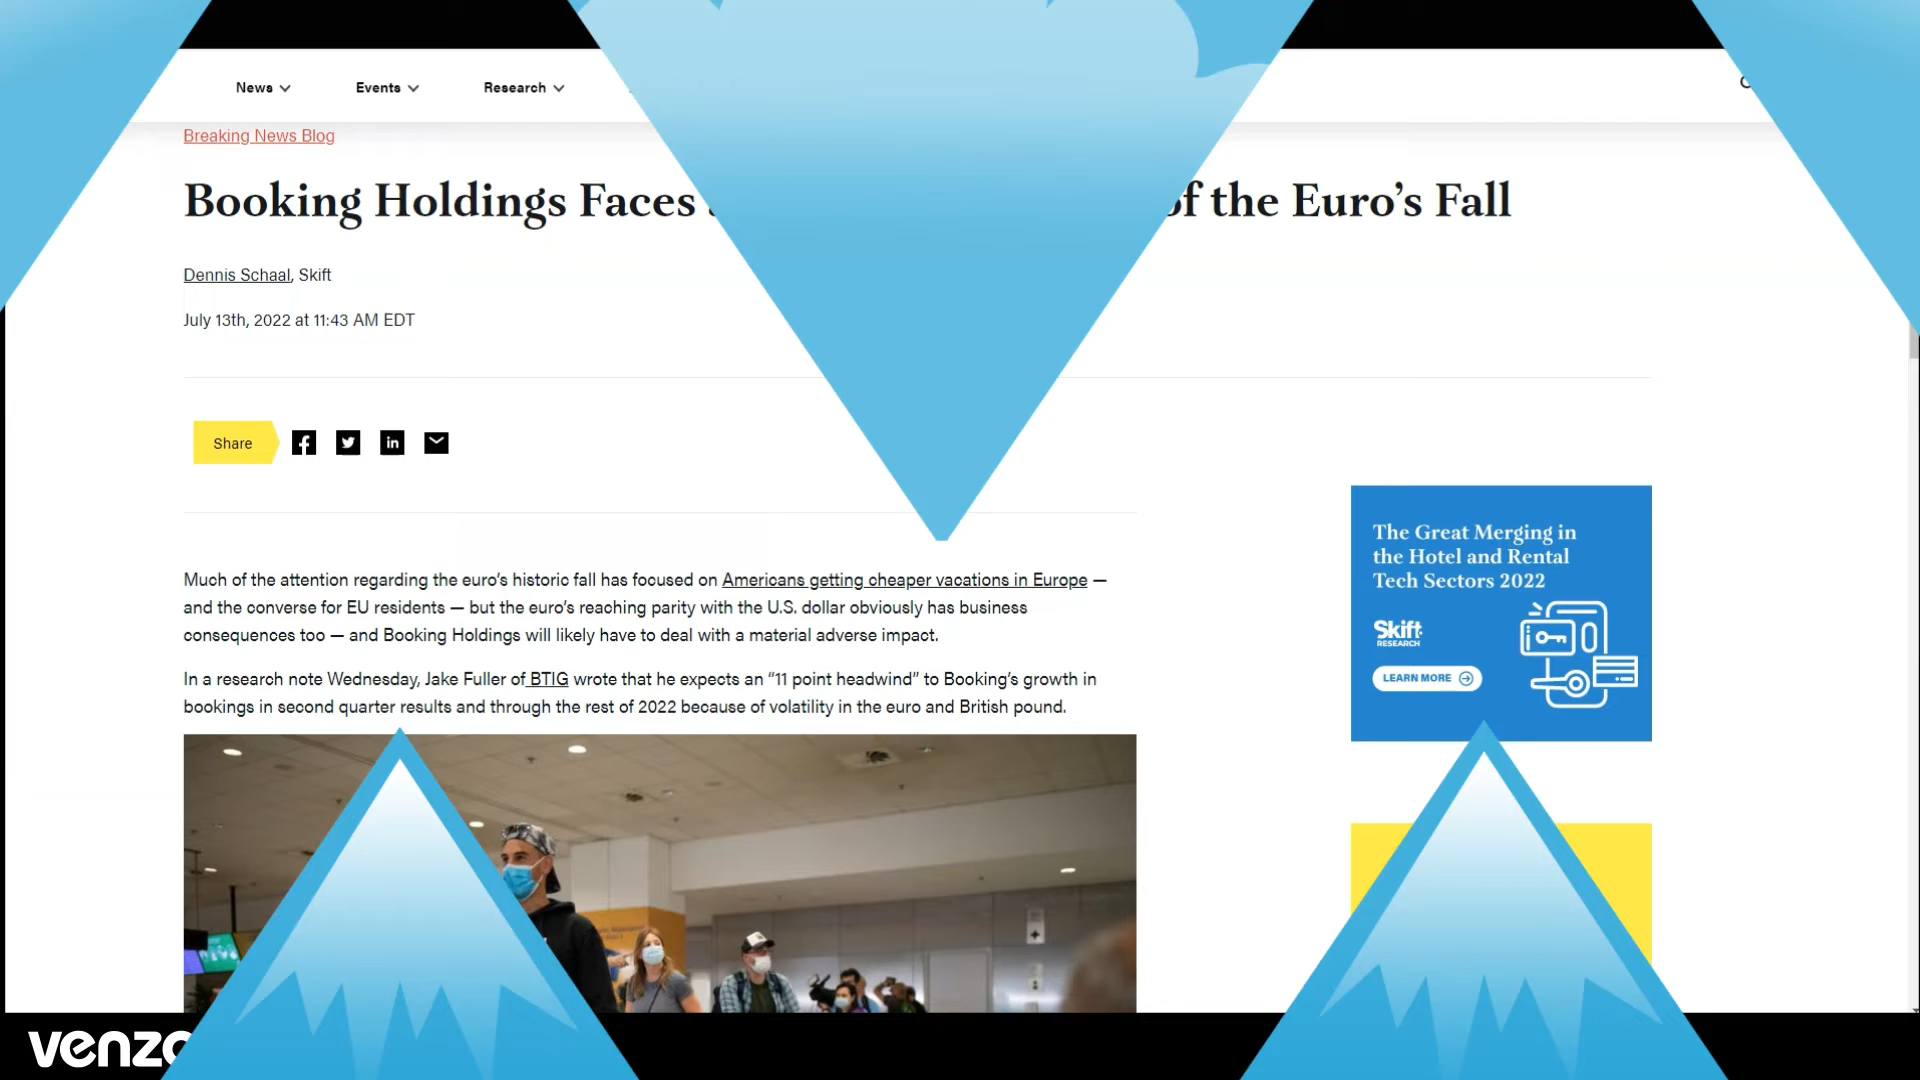 News Events Research
Breaking News Blog
Booking Holdings Faces of the Euro's Fall
Dennis Schaal, Skift
July 13th, 2022 at 11:43 AM EDT
Share
Much of the attention regarding the euro's historic fall has focused on Americans getting cheaper vacations in Europe —
and the converse for EU residents — but the euro's reaching parity with the U.S. dollar obviously has business
consequences too — and Booking Holdings will likely have to deal with a material adverse impact.
In a research note Wednesday, Jake Fuller of BTIG wrote that he expects an “11 point headwind” to Booking's growth in
bookings in second quarter results and through the rest of 2022 because of volatility in the euro and British pound.
The Great Merging in
the Hotel and Rental
Tech Sectors 2022
Skift
RESEARCH
LEARN MORE